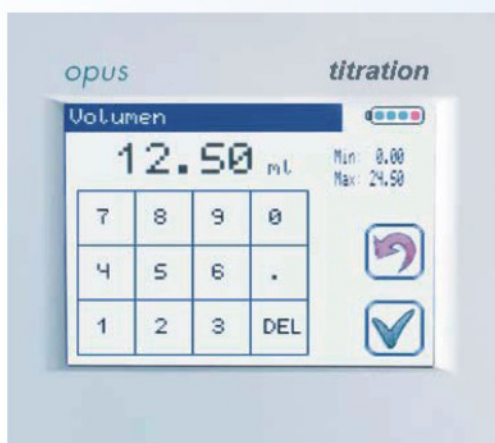 opus titration
Volumen
12.50 ml
Min: 0.00
Max: 24.50
7 8 9 0
4 5 6 .
1 2 3 DEL